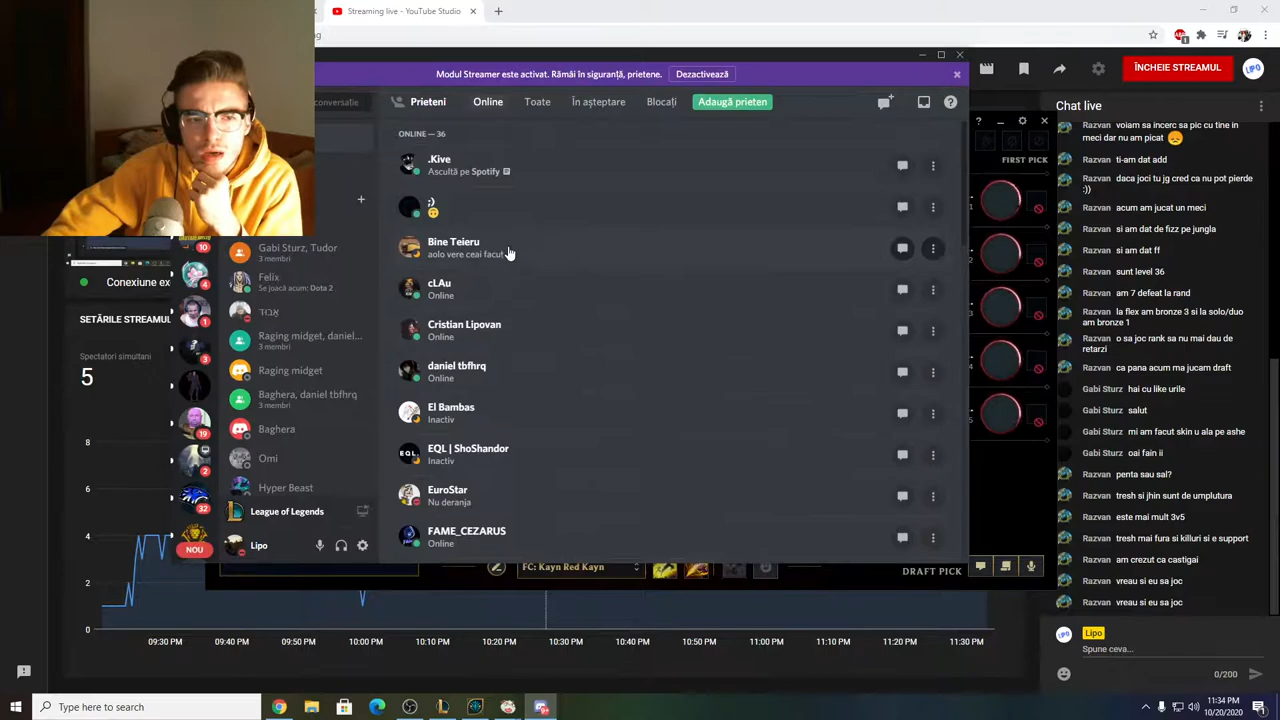 Streaming live - YouTube Studio
Modul Streamer este activat. Rămâi în siguranță, prietene.
Dezactivează
ÎNCHEIE STREAMUL
LIPO
conversatie
Prieteni
Online
Toate
În așteptare
Blocați
Adaugă prieten
Chat live
ONLINE — 36
.Kive
Ascultă pe Spotify
;)
Bine Teieru
aolo vere ceai facut
cLAu
Online
Cristian Lipovan
Online
daniel tbfhrq
Online
El Bambas
Inactiv
EQL | ShoShandor
Inactiv
EuroStar
Nu deranja
FAME_CEZARUS
Online
Gabi Sturz, Tudor
3 membri
Felix
Se joacă acum: Dota 2
Raging midget, daniel...
3 membri
Raging midget
Baghera, daniel tbfhrq
3 membri
Baghera
Omi
Hyper Beast
League of Legends
Lipo
NOU
10
4
1
3
19
2
32
Conexiune ex
SETĂRILE STREAMUL
Spectatori simultani
5
8
6
4
2
0
09:30 PM
09:40 PM
09:50 PM
10:00 PM
10:10 PM
10:20 PM
10:30 PM
10:40 PM
10:50 PM
11:00 PM
11:10 PM
11:20 PM
11:30 PM
FIRST PICK
FC: Kayn Red Kayn
DRAFT PICK
Razvan voiam sa incerc sa pic cu tine in
meci dar nu am picat
Razvan ti-am dat add
Razvan daca joci tu jg cred ca nu pot pierde
:))
Razvan acum am jucat un meci
Razvan si am dat de fizz pe jungla
Razvan si am dat ff
Razvan sunt level 36
Razvan am 7 defeat la rand
Razvan la flex am bronze 3 si la solo/duo
am bronze 1
Razvan o sa joc rank sa nu mai dau de
retarzi
Razvan ca pana acum ma jucam draft
Gabi Sturz hai cu like urile
Gabi Sturz salut
Gabi Sturz mi am facut skin u ala pe ashe
Gabi Sturz oai fain ii
Razvan penta sau sal?
Razvan tresh si jhin sunt de umplutura
Razvan este mai mult 3v5
Razvan tresh mai fura si killuri si e support
Razvan am crezut ca castigai
Razvan vreau si eu sa joc
Razvan vreau si eu sa joc
Lipo
Spune ceva...
0/200
Type here to search
11:34 PM
10/20/2020